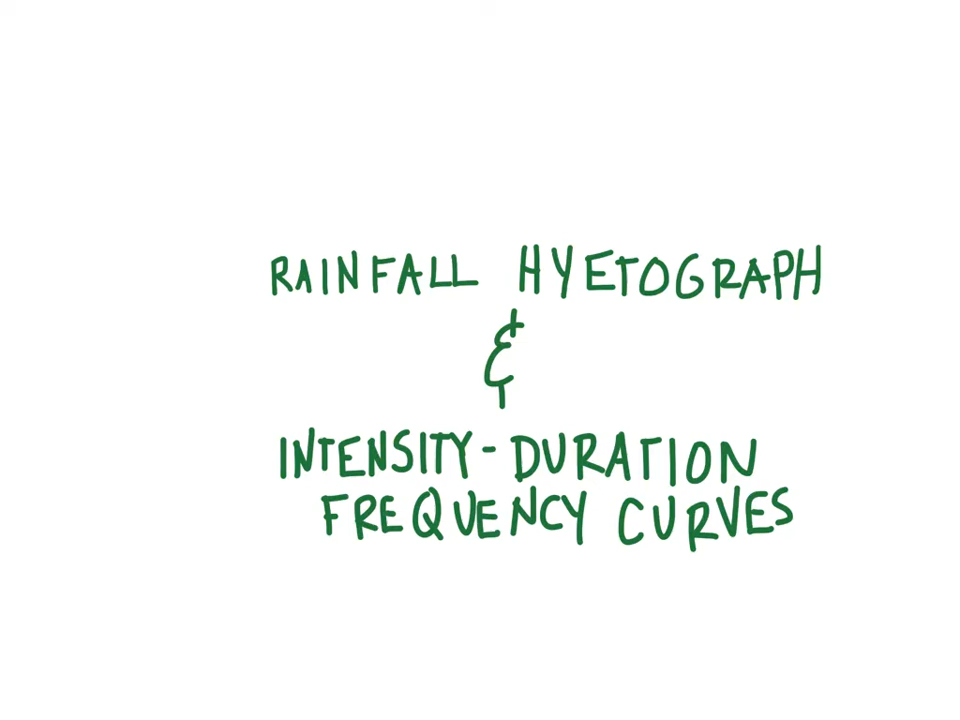 RAINFALL HYETOGRAPH
&
INTENSITY-DURATION
FREQUENCY CURVES